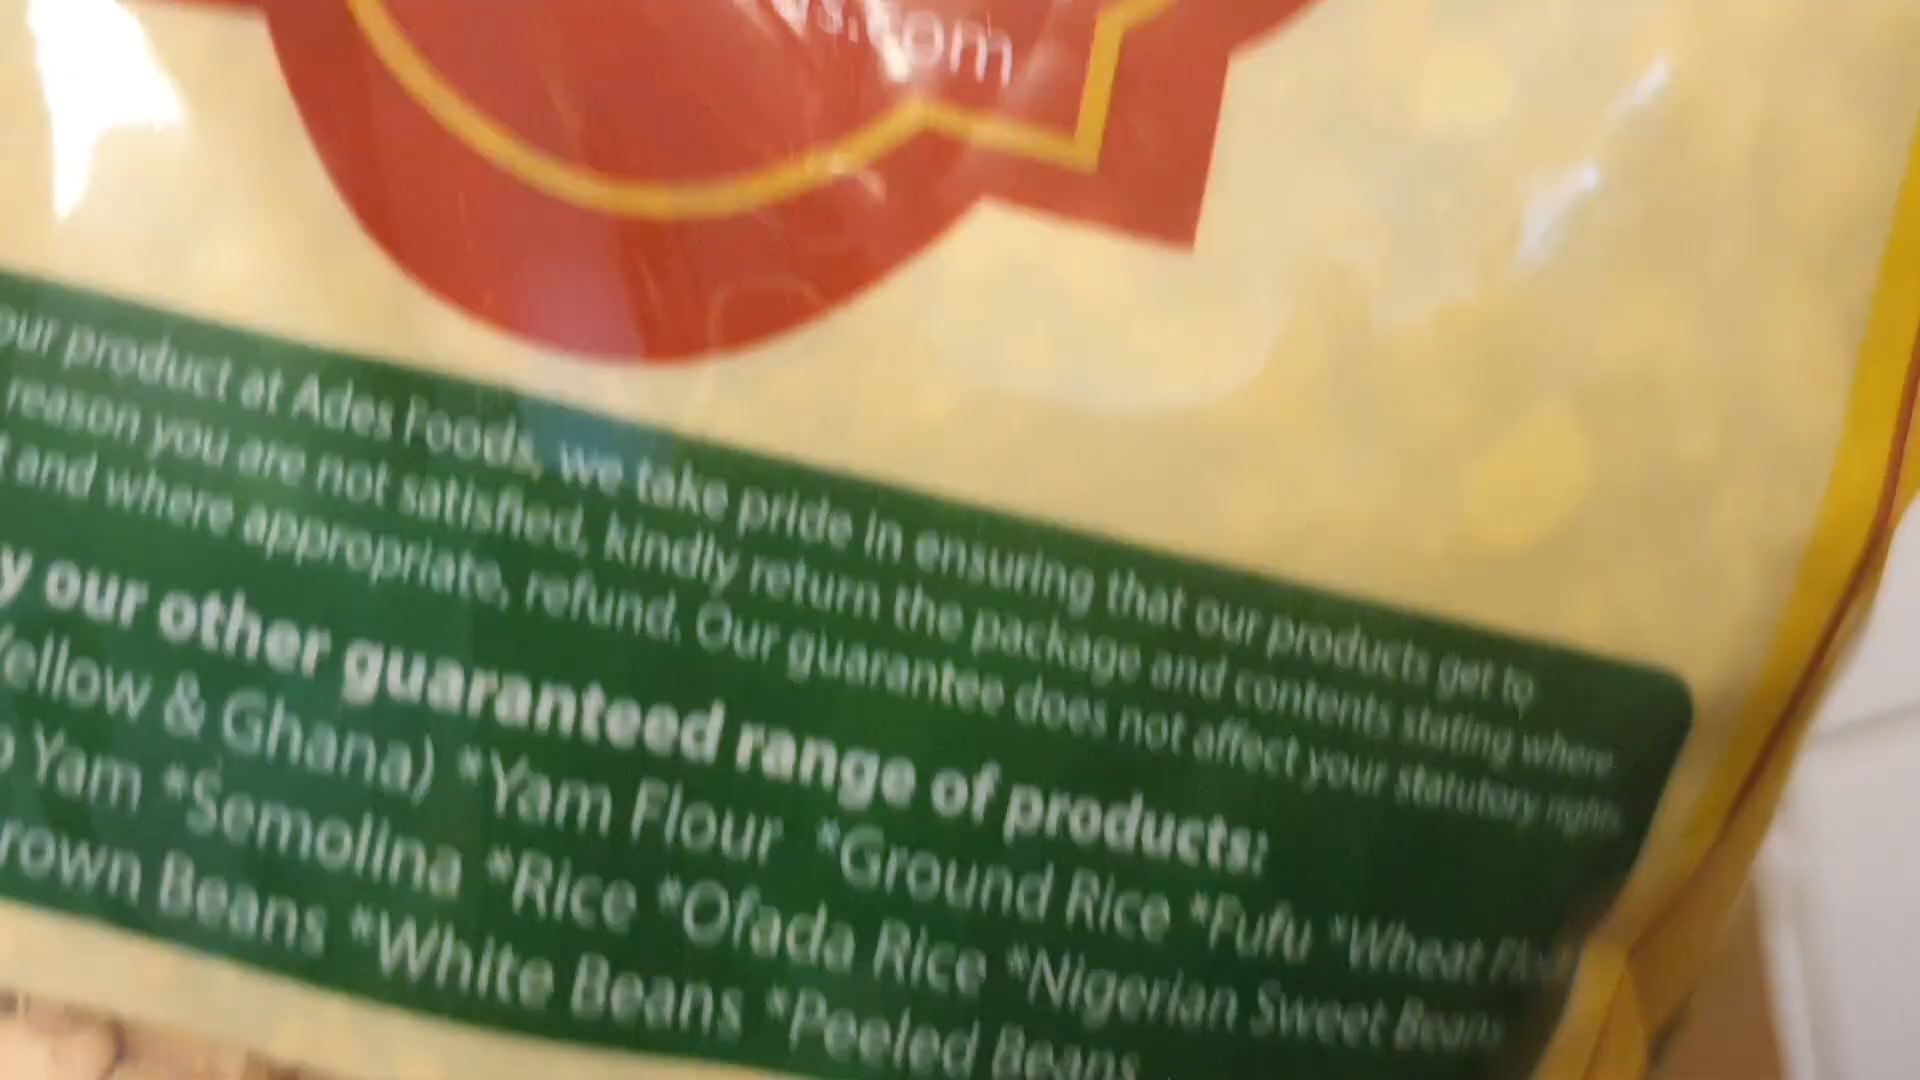 s.com
our product at Ades Foods, we take pride in ensuring that our products get to
reason you are not satisfied, kindly return the package and contents stating where
and where appropriate, refund. Our guarantee does not affect your statutory rights.
y our other guaranteed range of products:
Yellow & Ghana) *Yam Flour *Ground Rice *Fufu *Wheat Flour
Yam *Semolina *Rice *Ofada Rice *Nigerian Sweet Beans
rown Beans *White Beans *Peeled Beans